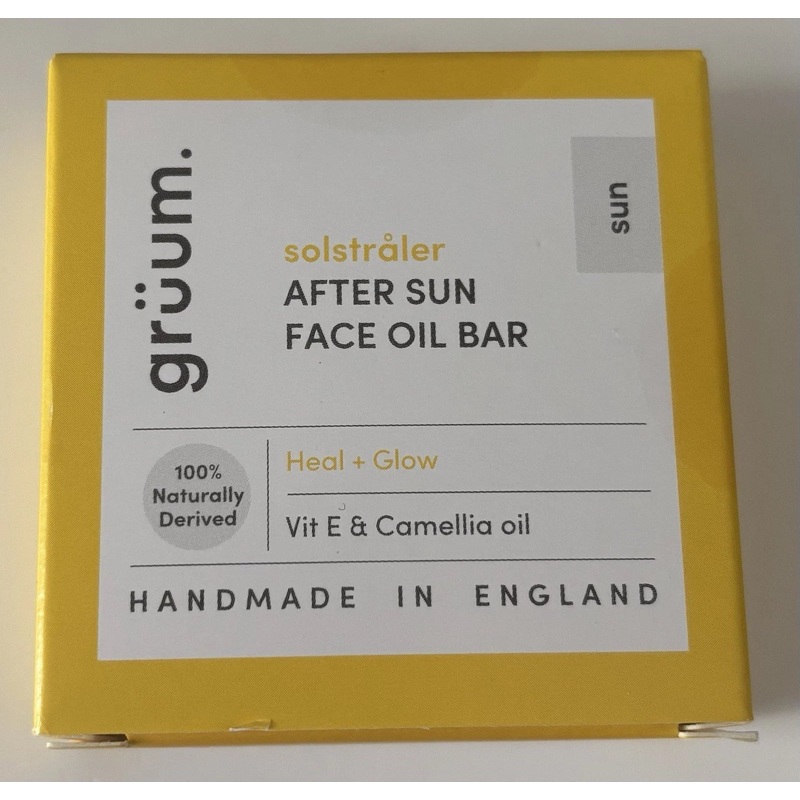 grüum.
sun
solstråler
AFTER SUN
FACE OIL BAR
100%
Naturally
Derived
Heal + Glow
Vit E & Camellia oil
HANDMADE IN ENGLAND